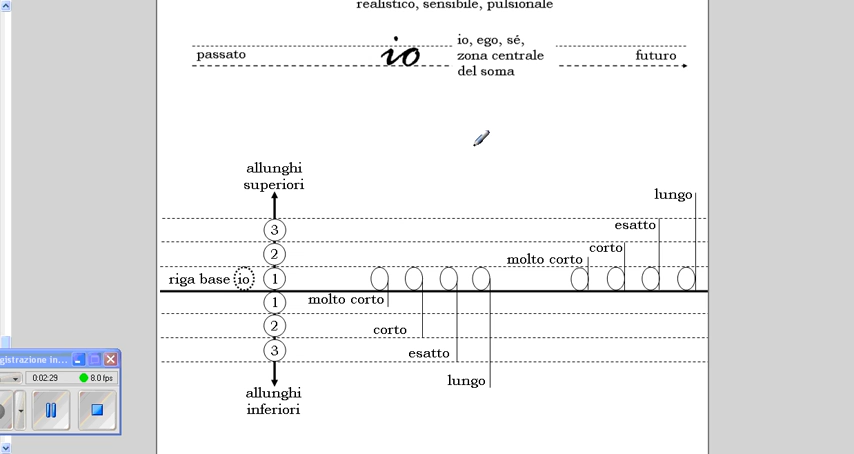 realistico, sensibile, pulsionale
passato
io
io, ego, sé,
zona centrale
del soma
futuro
allunghi
superiori
lungo
3
esatto
2
corto
molto corto
riga base io 1
1
molto corto
2
corto
3
esatto
lungo
allunghi
inferiori
gistrazione in...
0:02:29
8.0 fps